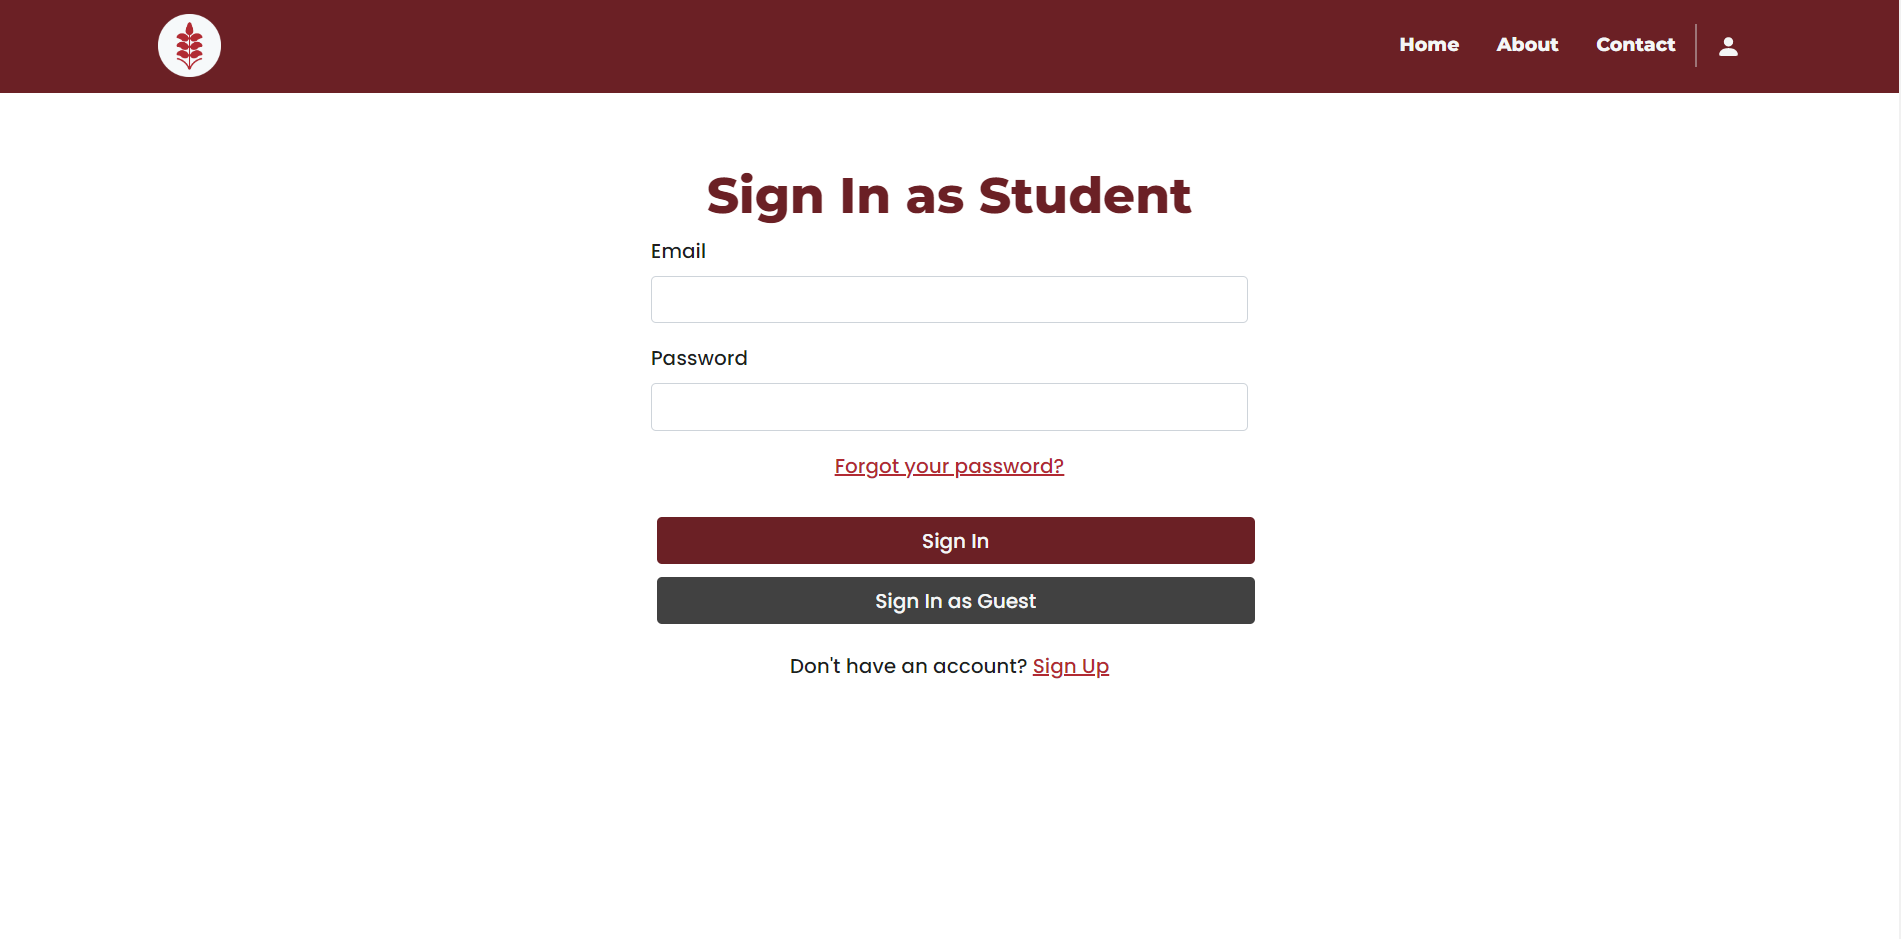 Home About Contact
Sign In as Student
Email
Password
Forgot your password?
Sign In
Sign In as Guest
Don't have an account? Sign Up